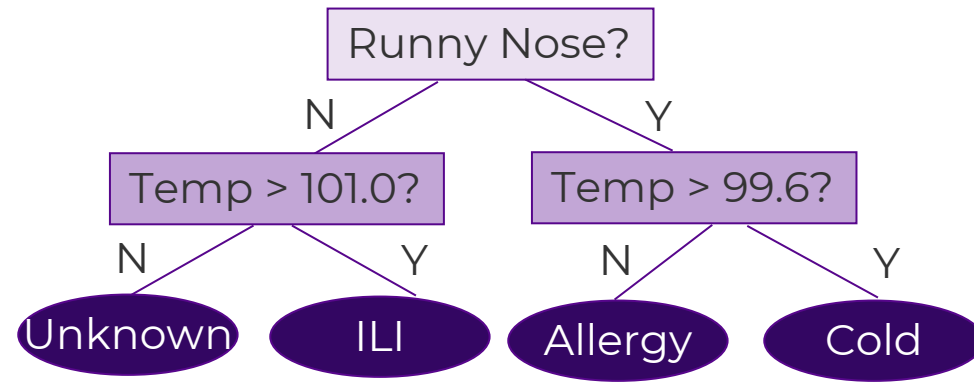 Runny Nose?
N
Y
Temp > 101.0?
Temp > 99.6?
N
Y
N
Y
Unknown
ILI
Allergy
Cold